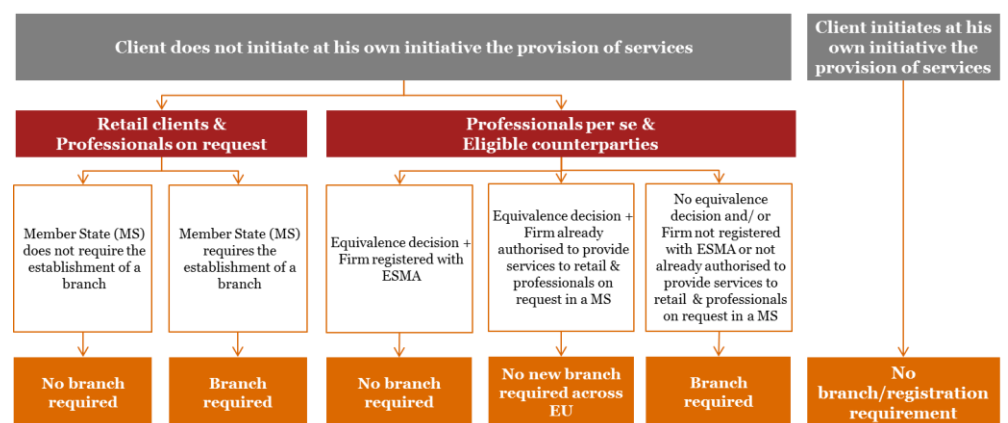 Client does not initiate at his own initiative the provision of services
Client initiates at his
own initiative the
provision of services
Retail clients &
Professionals on request
Professionals per se &
Eligible counterparties
Member State (MS)
does not require the
establishment of a
branch
Member State (MS)
requires the
establishment of a
branch
Equivalence decision +
Firm registered with
ESMA
Equivalence decision +
Firm already
authorised to provide
services to retail &
professionals on
request in a MS
No equivalence
decision and/ or
Firm not registered
with ESMA or not
already authorised to
provide services to
retail & professionals
on request in a MS
No branch
required
Branch
required
No branch
required
No new branch
required across
EU
Branch
required
No
branch/registration
requirement